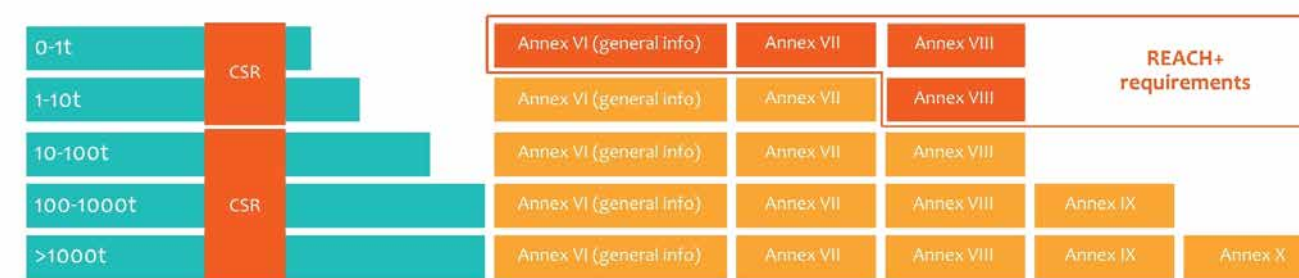 0-1t
CSR
Annex VI (general info) Annex VII Annex VIII
REACH+
requirements
1-10t
Annex VI (general info) Annex VII Annex VIII
10-100t
Annex VI (general info) Annex VII Annex VIII
100-1000t CSR Annex VI (general info) Annex VII Annex VIII Annex IX
>1000t Annex VI (general info) Annex VII Annex VIII Annex IX Annex X